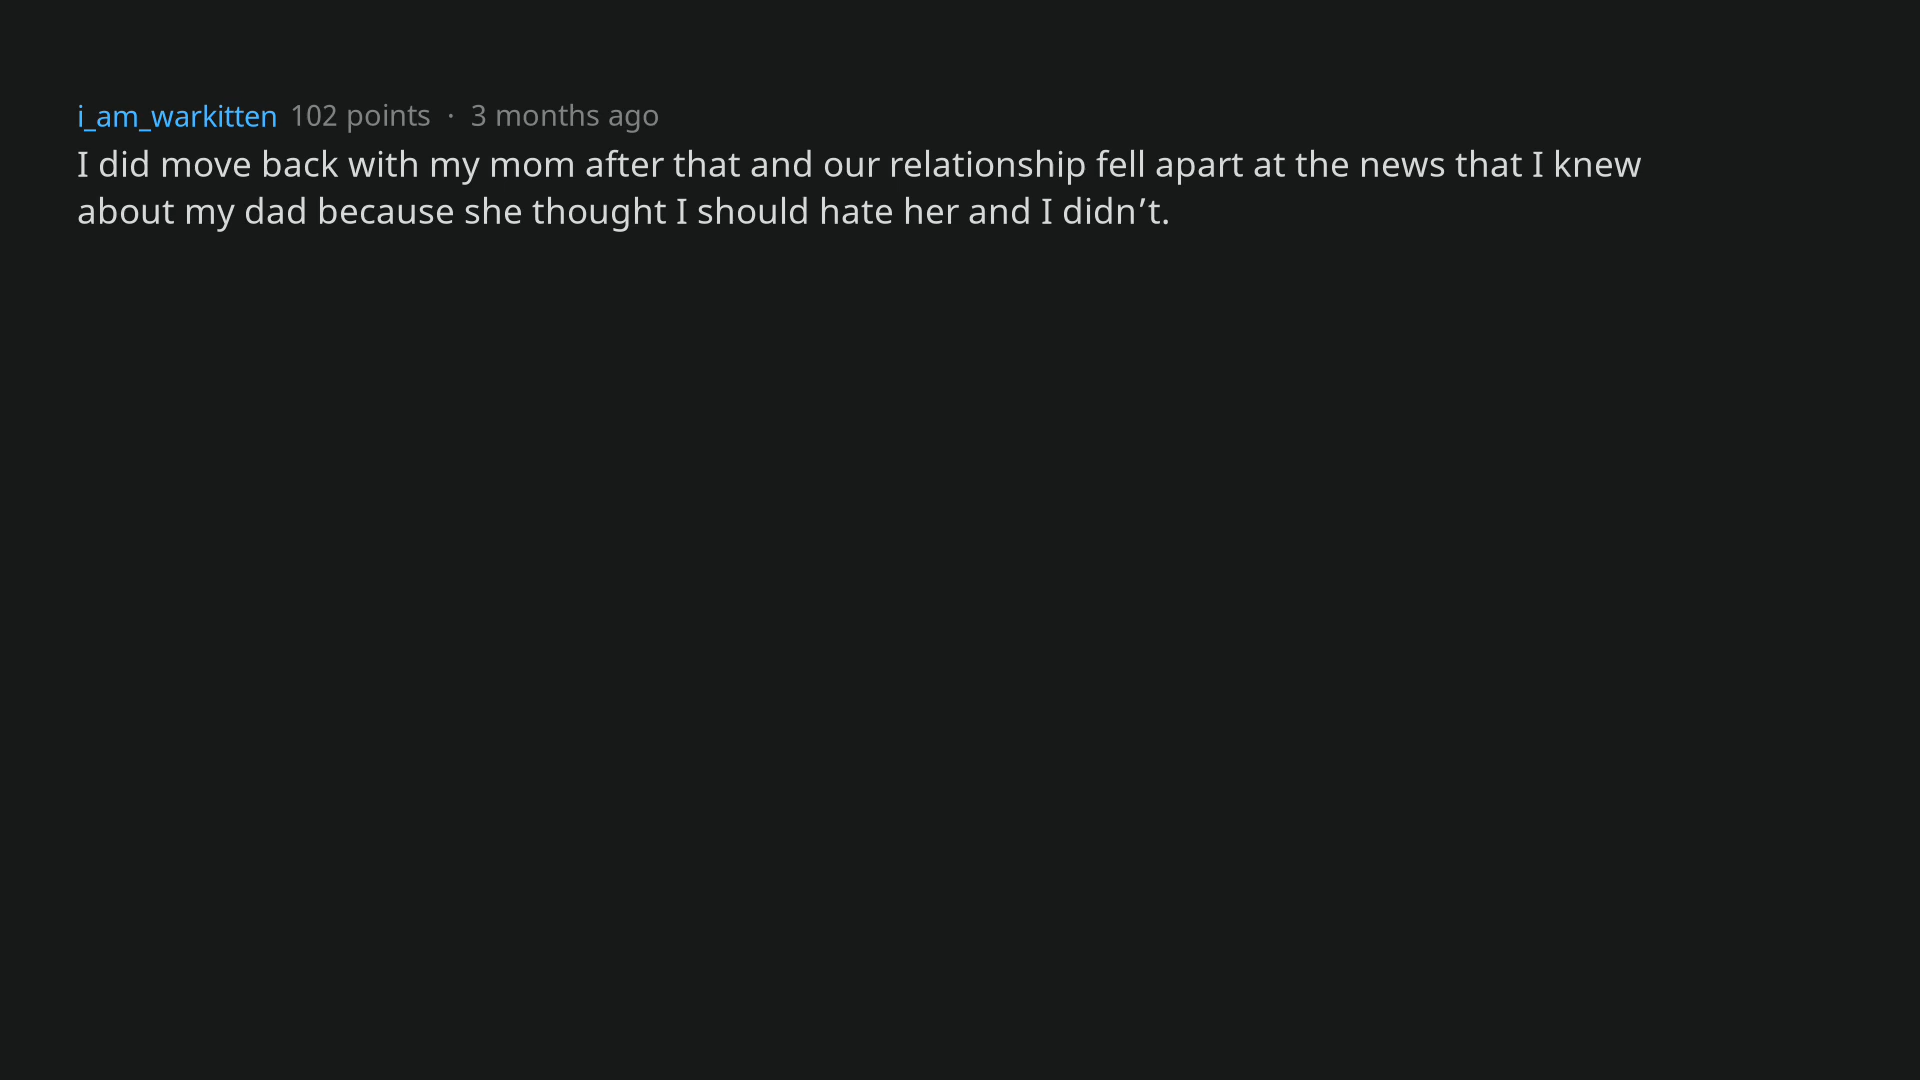 i_am_warkitten 102 points · 3 months ago
I did move back with my mom after that and our relationship fell apart at the news that I knew
about my dad because she thought I should hate her and I didn’t.